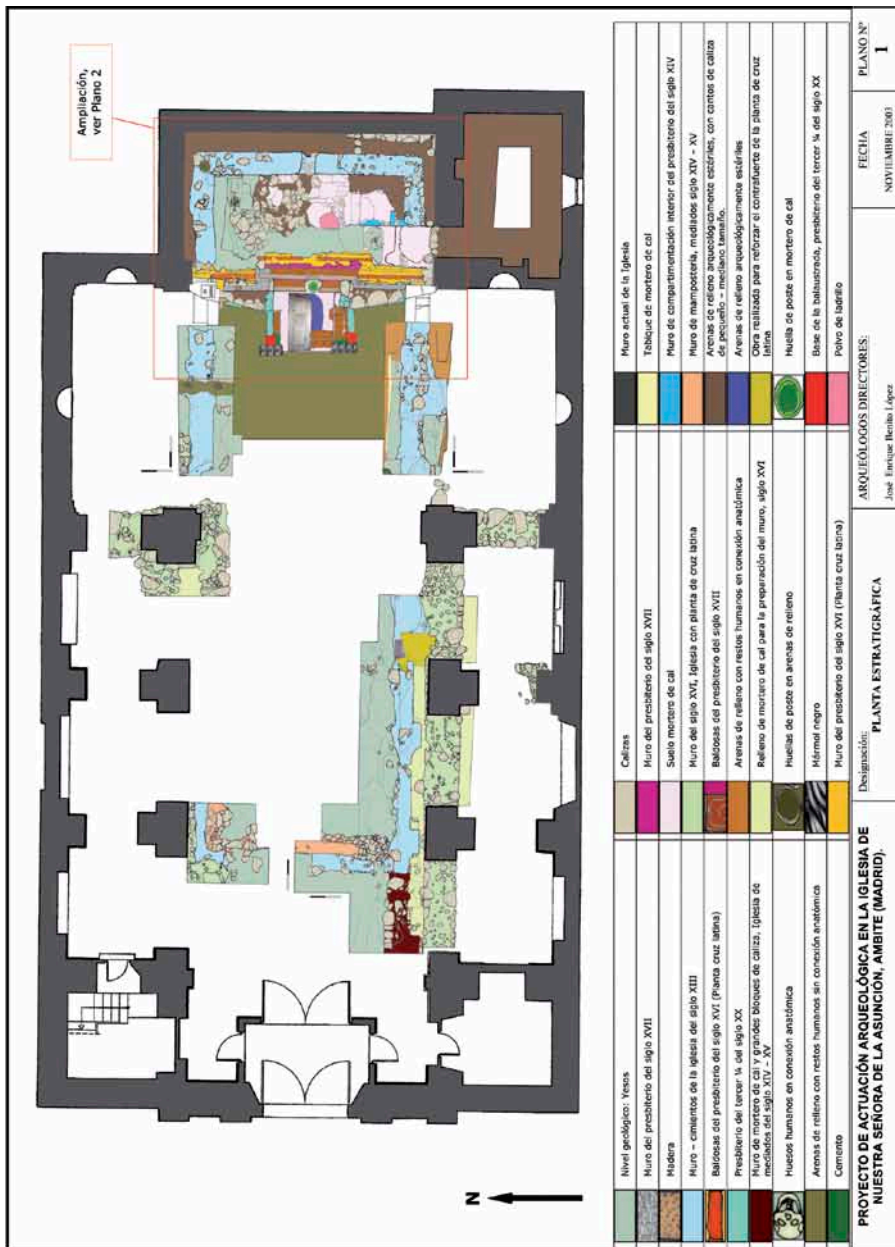 Ampliación,
ver Plano 2
N
Nivel geológico: Yesos
Muro del presbiterio del siglo XVII
Madera
Muro - cimientos de la iglesia del siglo XIII
Baldosas del presbiterio del siglo XVI (Planta cruz latina)
Presbiterio del tercer ¼ del siglo XX
Muro de mortero de cal y grandes bloques de caliza, Iglesia de
mediados del siglo XIV - XV
Huesos humanos en conexión anatómica
Arenas de relleno con restos humanos sin conexión anatómica
Cemento
Calizas
Muro del presbiterio del siglo XVII
Suelo mortero de cal
Muro del siglo XVI, Iglesia con planta de cruz latina
Baldosas del presbiterio del siglo XVII
Arenas de relleno con restos humanos en conexión anatómica
Relleno de mortero de cal para la preparación del muro, siglo XVI
Huellas de poste en arenas de relleno
Mármol negro
Muro del presbiterio del siglo XVI (Planta cruz latina)
Muro actual de la Iglesia
Tabique de mortero de cal
Muro de compartimentación interior del presbiterio del siglo XIV
Muro de mampostería, mediados siglo XIV - XV
Arenas de relleno arqueológicamente estériles, con cantos de caliza
de pequeño - mediano tamaño.
Arenas de relleno arqueológicamente estériles
Obra realizada para reforzar el contrafuerte de la planta de cruz
latina
Huella de poste en mortero de cal
Base de la balaustrada, presbiterio del tercer ¼ del siglo XX
Polvo de ladrillo
PROYECTO DE ACTUACIÓN ARQUEOLÓGICA EN LA IGLESIA DE
NUESTRA SEÑORA DE LA ASUNCIÓN, AMBITE (MADRID).
Designación:
PLANTA ESTRATIGRÁFICA
ARQUEÓLOGOS DIRECTORES:
José Enrique Benito López
FECHA
NOVIEMBRE 2003
PLANO Nº
1